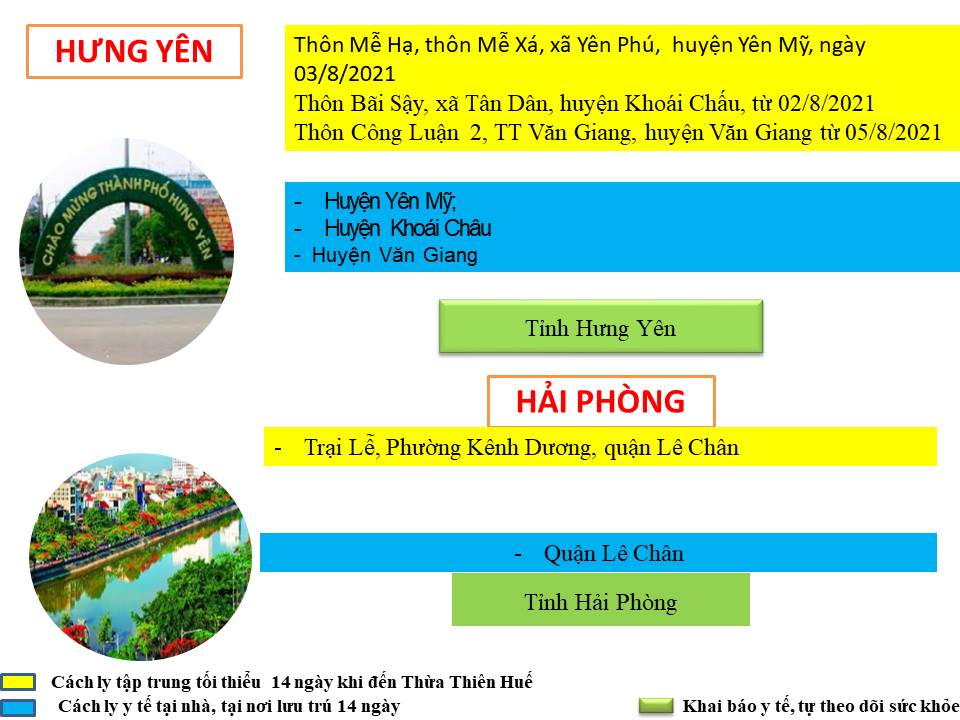 HƯNG YÊN
Thôn Mễ Hạ, thôn Mễ Xá, xã Yên Phú, huyện Yên Mỹ, ngày
03/8/2021
Thôn Bãi Sậy, xã Tân Dân, huyện Khoái Chấu, từ 02/8/2021
Thôn Công Luận 2, TT Văn Giang, huyện Văn Giang từ 05/8/2021
CHÀO MỪNG THÀNH PHỐ HƯNG YÊN
- Huyện Yên Mỹ;
- Huyện Khoái Châu
- Huyện Văn Giang
Tỉnh Hưng Yên
HẢI PHÒNG
- Trại Lẽ, Phường Kênh Dương, quận Lê Chân
- Quận Lê Chân
Tỉnh Hải Phòng
Cách ly tập trung tối thiểu 14 ngày khi đến Thừa Thiên Huế
Cách ly y tế tại nhà, tại nơi lưu trú 14 ngày
Khai báo y tế, tự theo dõi sức khỏe